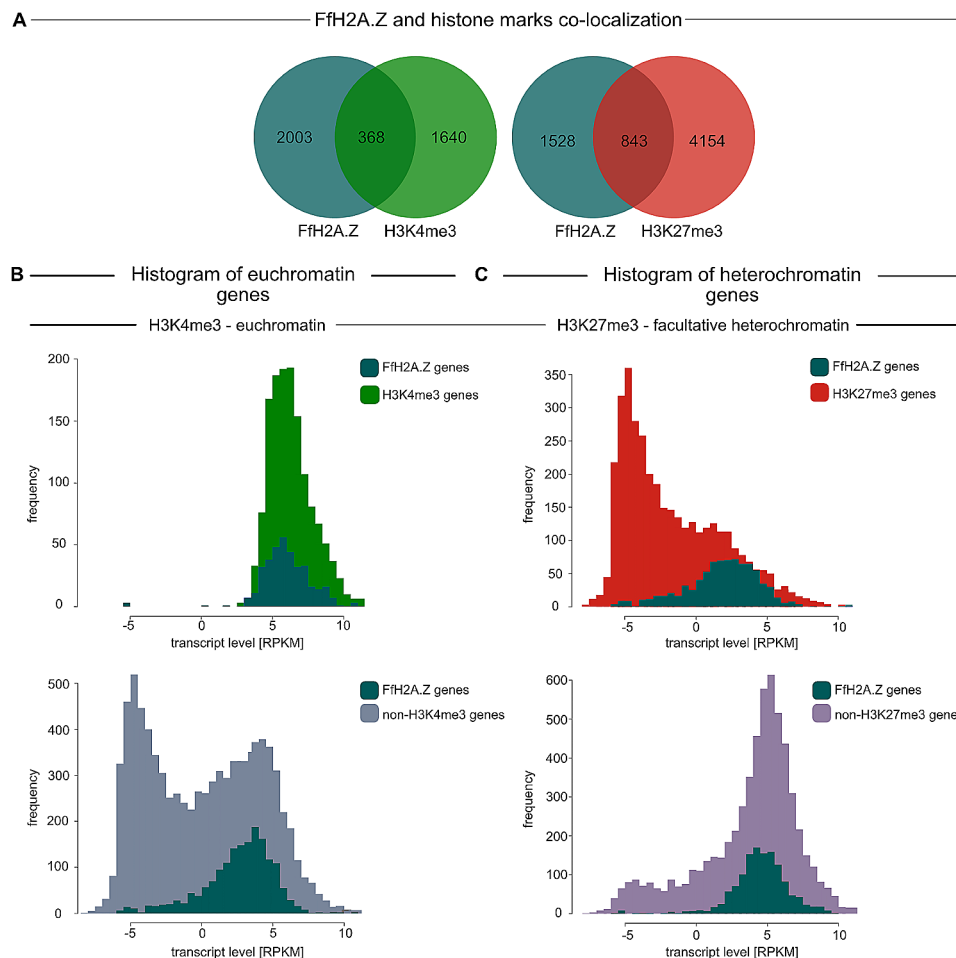 A FfH2A.Z and histone marks co-localization
2003 368 1640 1528 843 4154
FfH2A.Z H3K4me3 FfH2A.Z H3K27me3
B Histogram of euchromatin
genes
H3K4me3 - euchromatin
200
150
100
50
0
frequency
-5 0 5 10
transcript level [RPKM]
FfH2A.Z genes
H3K4me3 genes
500
400
300
200
100
0
frequency
-5 0 5 10
transcript level [RPKM]
FfH2A.Z genes
non-H3K4me3 genes
C Histogram of heterochromatin
genes
H3K27me3 - facultative heterochromatin
350
300
250
200
150
100
50
0
frequency
-5 0 5 10
transcript level [RPKM]
FfH2A.Z genes
H3K27me3 genes
600
500
400
300
200
100
0
frequency
-5 0 5 10
transcript level [RPKM]
FfH2A.Z genes
non-H3K27me3 gene